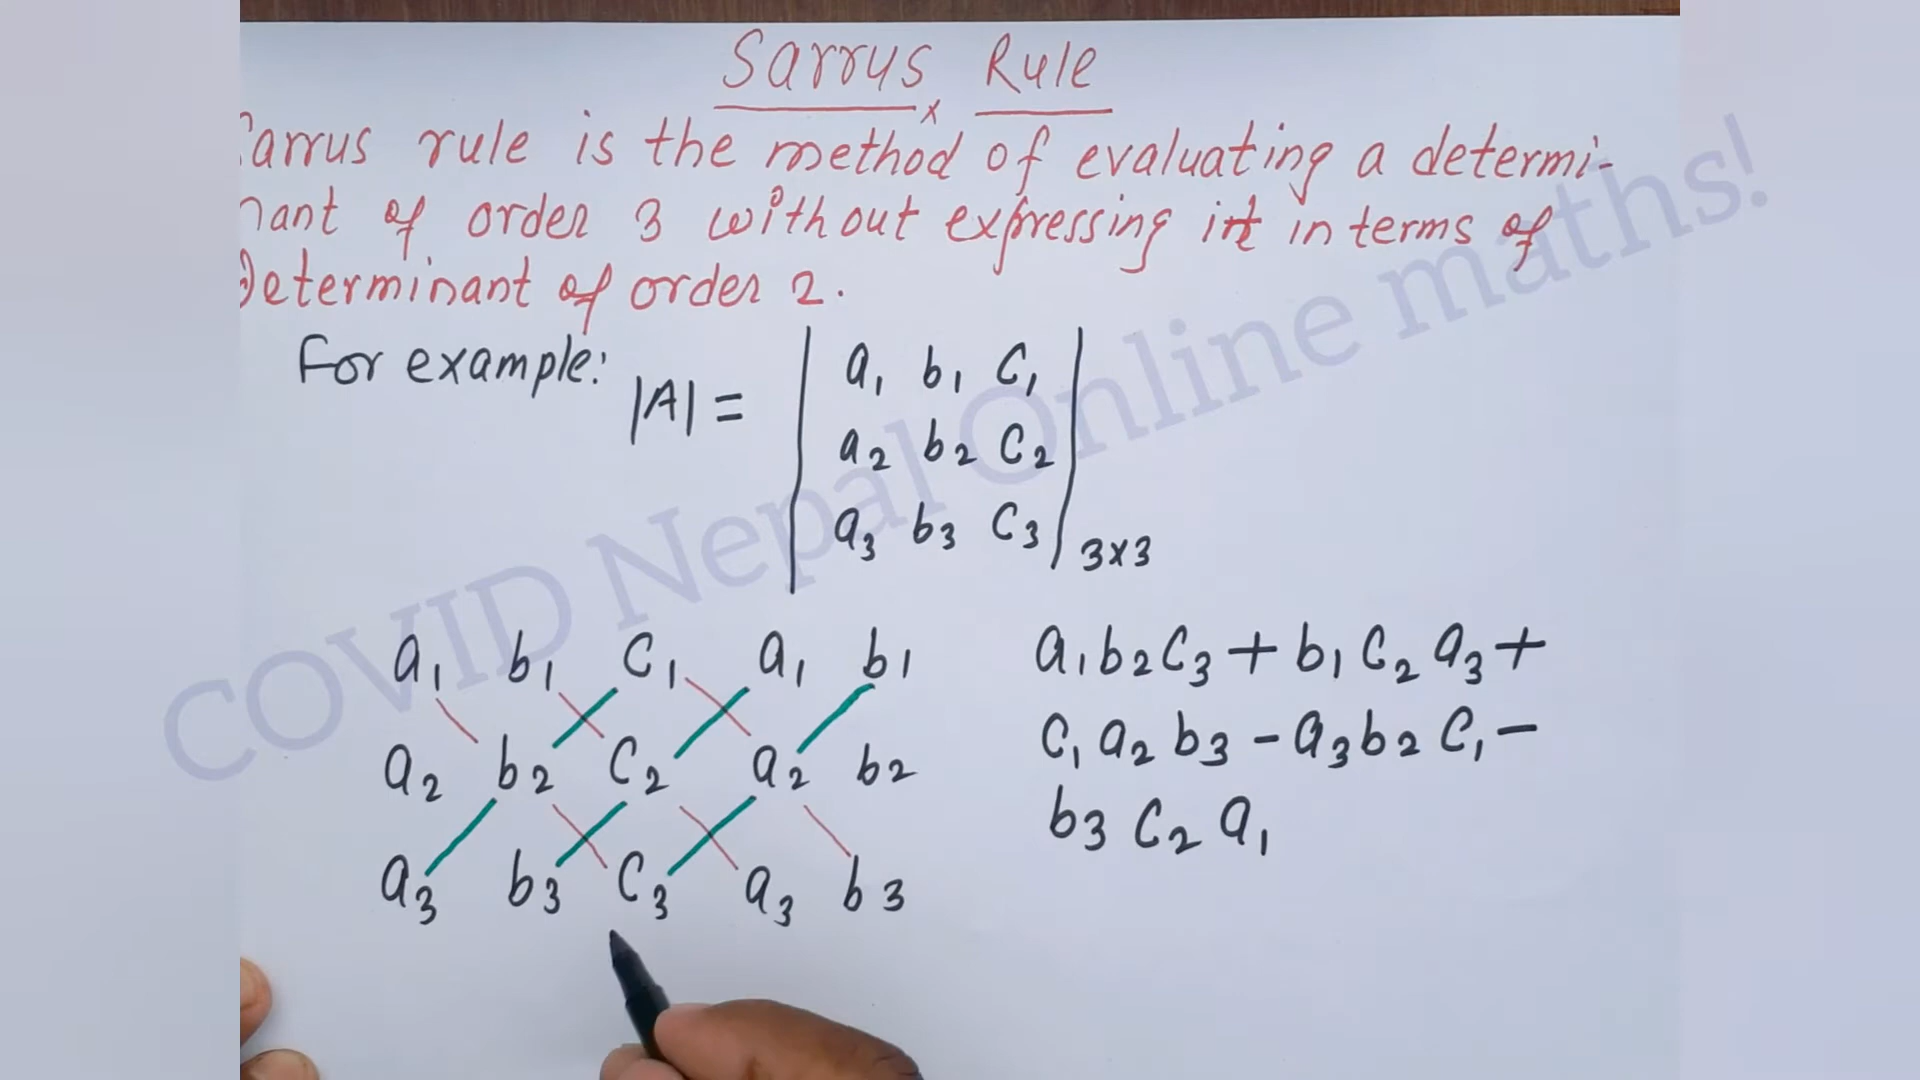 Sarrus Rule
x
Sarrus rule is the method of evaluating a determi-
nant of order 3 without expressing it in terms of
Determinant of order 2.
For example:
|A| =
a₁ b₁ c₁
a₂ b₂ c₂
a₃ b₃ c₃
3x3
a₁ b₁ c₁ a₁ b₁
a₂ b₂ c₂ a₂ b₂
a₃ b₃ c₃ a₃ b₃
a₁b₂c₃ + b₁c₂a₃ +
c₁a₂b₃ - a₃b₂c₁ -
b₃c₂a₁
COVID Nepal Online maths!